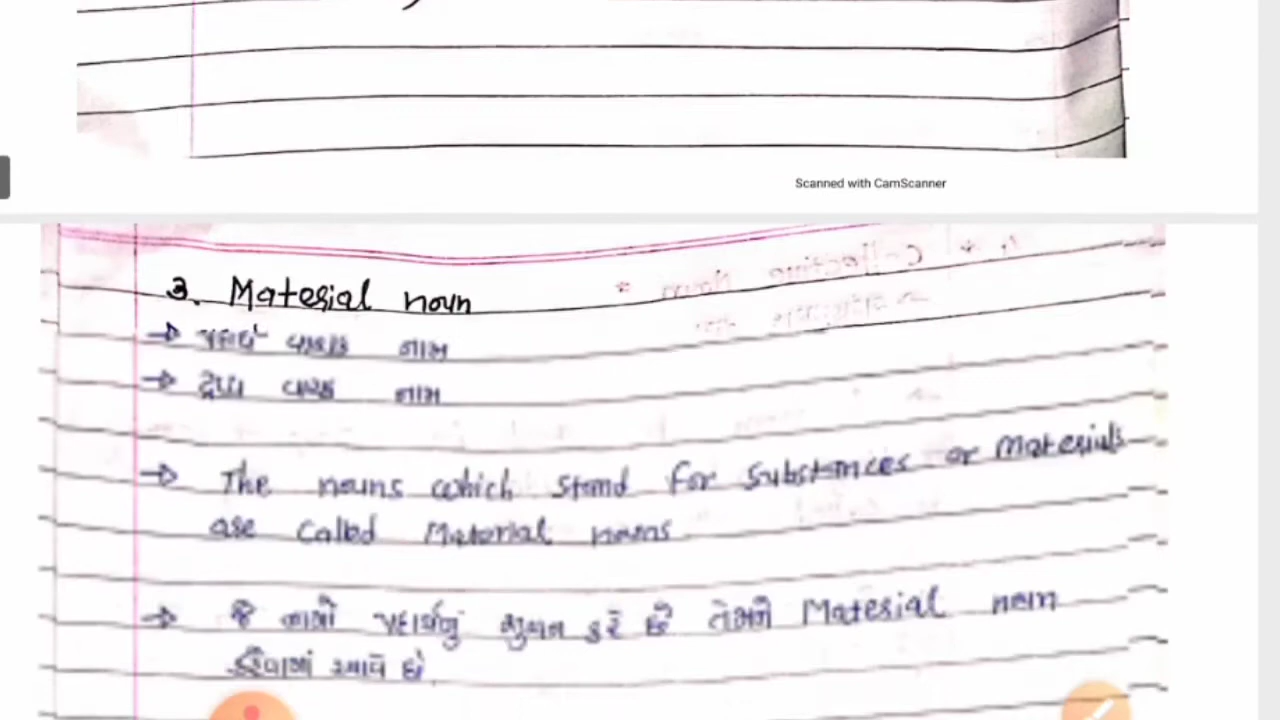 Scanned with CamScanner
3. Material noun
→ પદાર્થ વાચક નામ
→ દ્રવ્ય વાચક નામ
→ The nouns which stand for substances or Materials
are called Material nouns
→ જે નામો પદાર્થનું સુચન કરે છે તેમને Material noun
કહેવામાં આવે છે.